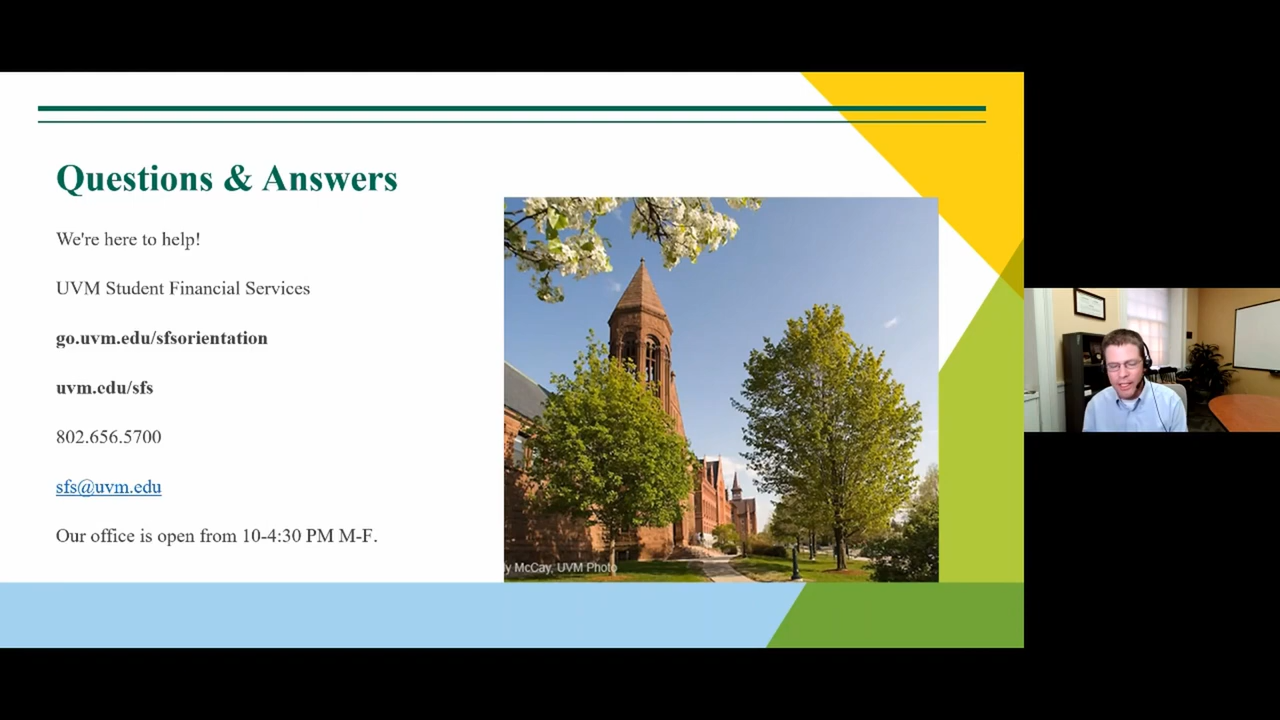 Questions & Answers
We're here to help!
UVM Student Financial Services
go.uvm.edu/sfsorientation
uvm.edu/sfs
802.656.5700
sfs@uvm.edu
Our office is open from 10-4:30 PM M-F.
y McCay, UVM Photo